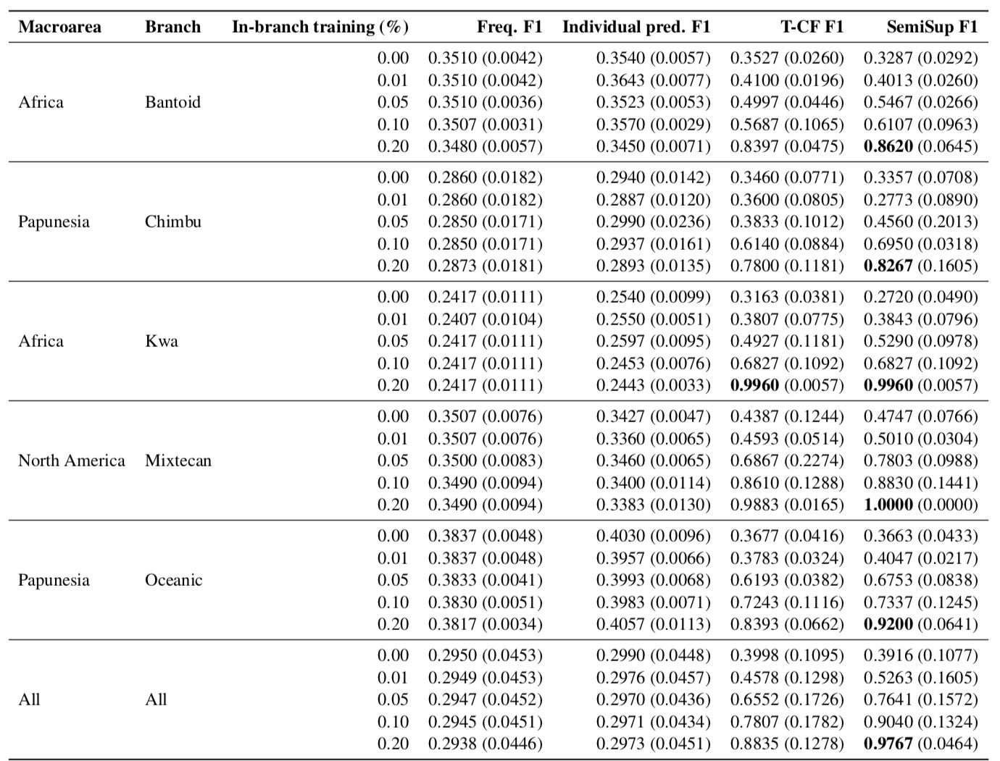 Macroarea Branch In-branch training (%) Freq. F1 Individual pred. F1 T-CF F1 SemiSup F1
0.00 0.3510 (0.0042) 0.3540 (0.0057) 0.3527 (0.0260) 0.3287 (0.0292)
0.01 0.3510 (0.0042) 0.3643 (0.0077) 0.4100 (0.0196) 0.4013 (0.0260)
Africa Bantoid 0.05 0.3510 (0.0036) 0.3523 (0.0053) 0.4997 (0.0446) 0.5467 (0.0266)
0.10 0.3507 (0.0031) 0.3570 (0.0029) 0.5687 (0.1065) 0.6107 (0.0963)
0.20 0.3480 (0.0057) 0.3450 (0.0071) 0.8397 (0.0475) 0.8620 (0.0645)
0.00 0.2860 (0.0182) 0.2940 (0.0142) 0.3460 (0.0771) 0.3357 (0.0708)
0.01 0.2860 (0.0182) 0.2887 (0.0120) 0.3600 (0.0805) 0.2773 (0.0890)
Papunesia Chimbu 0.05 0.2850 (0.0171) 0.2990 (0.0236) 0.3833 (0.1012) 0.4560 (0.2013)
0.10 0.2850 (0.0171) 0.2937 (0.0161) 0.6140 (0.0884) 0.6950 (0.0318)
0.20 0.2873 (0.0181) 0.2893 (0.0135) 0.7800 (0.1181) 0.8267 (0.1605)
0.00 0.2417 (0.0111) 0.2540 (0.0099) 0.3163 (0.0381) 0.2720 (0.0490)
0.01 0.2407 (0.0104) 0.2550 (0.0051) 0.3807 (0.0775) 0.3843 (0.0796)
Africa Kwa 0.05 0.2417 (0.0111) 0.2597 (0.0095) 0.4927 (0.1181) 0.5290 (0.0978)
0.10 0.2417 (0.0111) 0.2453 (0.0076) 0.6827 (0.1092) 0.6827 (0.1092)
0.20 0.2417 (0.0111) 0.2443 (0.0033) 0.9960 (0.0057) 0.9960 (0.0057)
0.00 0.3507 (0.0076) 0.3427 (0.0047) 0.4387 (0.1244) 0.4747 (0.0766)
0.01 0.3507 (0.0076) 0.3360 (0.0065) 0.4593 (0.0514) 0.5010 (0.0304)
North America Mixtecan 0.05 0.3500 (0.0083) 0.3460 (0.0065) 0.6867 (0.2274) 0.7803 (0.0988)
0.10 0.3490 (0.0094) 0.3400 (0.0114) 0.8610 (0.1288) 0.8830 (0.1441)
0.20 0.3490 (0.0094) 0.3383 (0.0130) 0.9883 (0.0165) 1.0000 (0.0000)
0.00 0.3837 (0.0048) 0.4030 (0.0096) 0.3677 (0.0416) 0.3663 (0.0433)
0.01 0.3837 (0.0048) 0.3957 (0.0066) 0.3783 (0.0324) 0.4047 (0.0217)
Papunesia Oceanic 0.05 0.3833 (0.0041) 0.3993 (0.0068) 0.6193 (0.0382) 0.6753 (0.0838)
0.10 0.3830 (0.0051) 0.3983 (0.0071) 0.7243 (0.1116) 0.7337 (0.1245)
0.20 0.3817 (0.0034) 0.4057 (0.0113) 0.8393 (0.0662) 0.9200 (0.0641)
0.00 0.2950 (0.0453) 0.2990 (0.0448) 0.3998 (0.1095) 0.3916 (0.1077)
0.01 0.2949 (0.0453) 0.2976 (0.0457) 0.4578 (0.1298) 0.5263 (0.1605)
All All 0.05 0.2947 (0.0452) 0.2970 (0.0436) 0.6552 (0.1726) 0.7641 (0.1572)
0.10 0.2945 (0.0451) 0.2971 (0.0434) 0.7807 (0.1782) 0.9040 (0.1324)
0.20 0.2938 (0.0446) 0.2973 (0.0451) 0.8835 (0.1278) 0.9767 (0.0464)